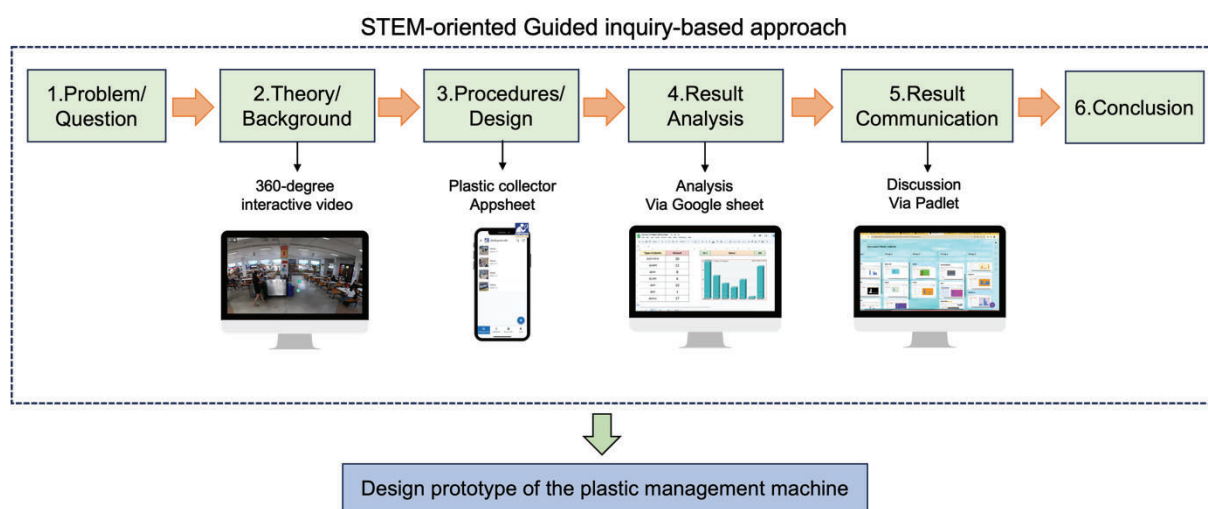 STEM-oriented Guided inquiry-based approach
1.Problem/
Question
2.Theory/
Background
3.Procedures/
Design
4.Result
Analysis
5.Result
Communication
6.Conclusion
360-degree
interactive video
Plastic collector
Appsheet
Analysis
Via Google sheet
Discussion
Via Padlet
Design prototype of the plastic management machine